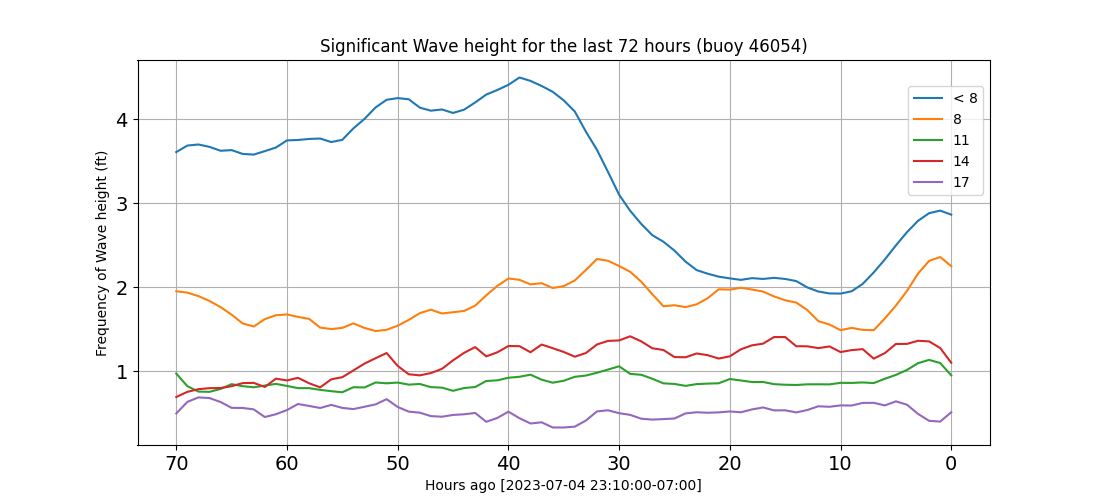 Significant Wave height for the last 72 hours (buoy 46054)
Frequency of Wave height (ft)
4
3
2
1
< 8
8
11
14
17
70 60 50 40 30 20 10 0
Hours ago [2023-07-04 23:10:00-07:00]